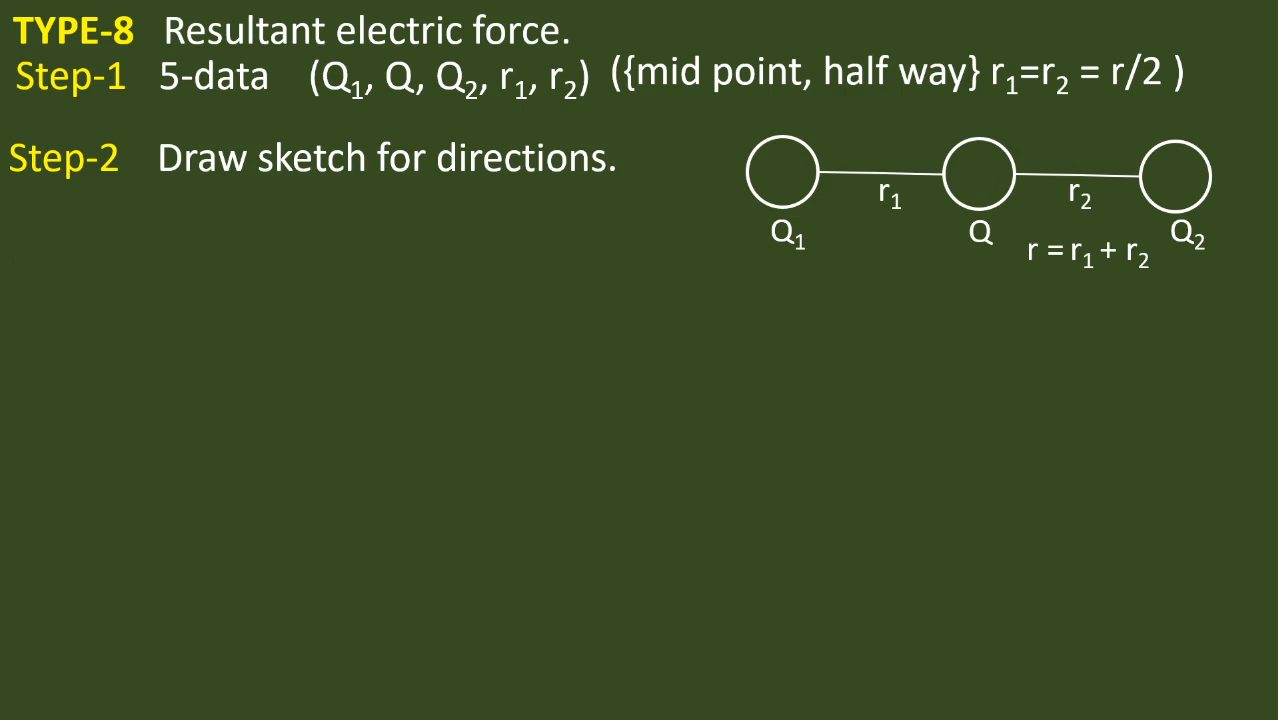 TYPE-8 Resultant electric force.
Step-1 5-data (Q₁, Q, Q₂, r₁, r₂) ({mid point, half way} r₁=r₂ = r/2 )
Step-2 Draw sketch for directions.
r₁ r₂
Q₁ Q Q₂
r = r₁ + r₂